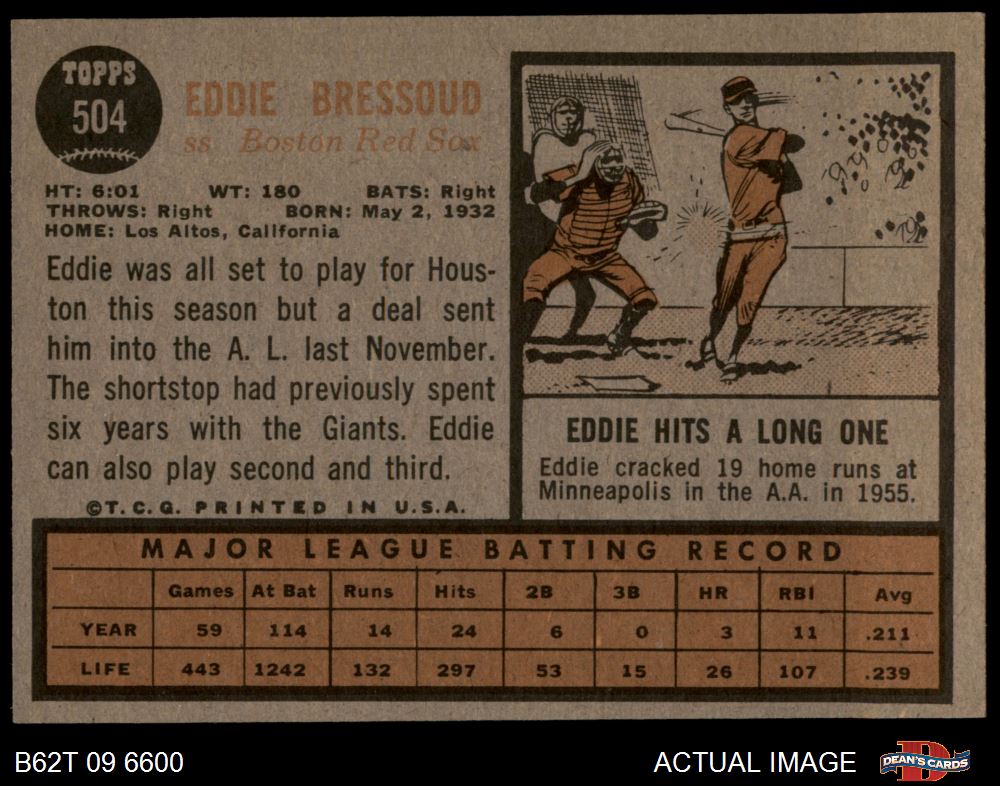 TOPPS
504
EDDIE BRESSOUD
ss Boston Red Sox
HT: 6:01 WT: 180 BATS: Right
THROWS: Right BORN: May 2, 1932
HOME: Los Altos, California
Eddie was all set to play for Hous-
ton this season but a deal sent
him into the A. L. last November.
The shortstop had previously spent
six years with the Giants. Eddie
can also play second and third.
©T.C.G. PRINTED IN U.S.A.
EDDIE HITS A LONG ONE
Eddie cracked 19 home runs at
Minneapolis in the A.A. in 1955.
MAJOR LEAGUE BATTING RECORD
Games At Bat Runs Hits 2B 3B HR RBI Avg
YEAR 59 114 14 24 6 0 3 11 .211
LIFE 443 1242 132 297 53 15 26 107 .239
B62T 09 6600
ACTUAL IMAGE
D
DEAN'S CARDS